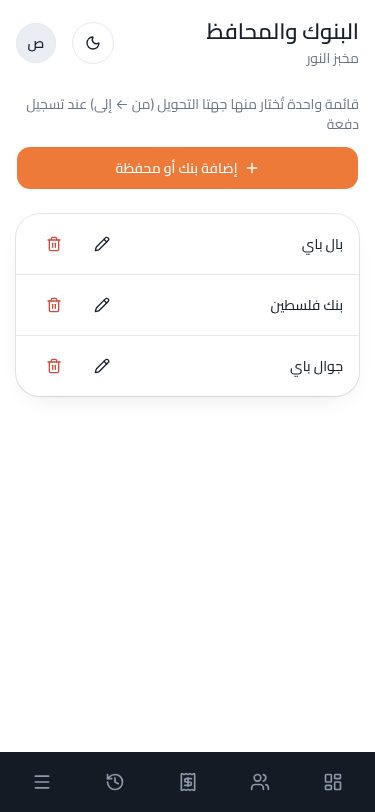 البنوك والمحافظ
ص
مخبز النور
قائمة واحدة تُختار منها جهتا التحويل (من ← إلى) عند تسجيل
دفعة
+ إضافة بنك أو محفظة
بال باي
بنك فلسطين
جوال باي